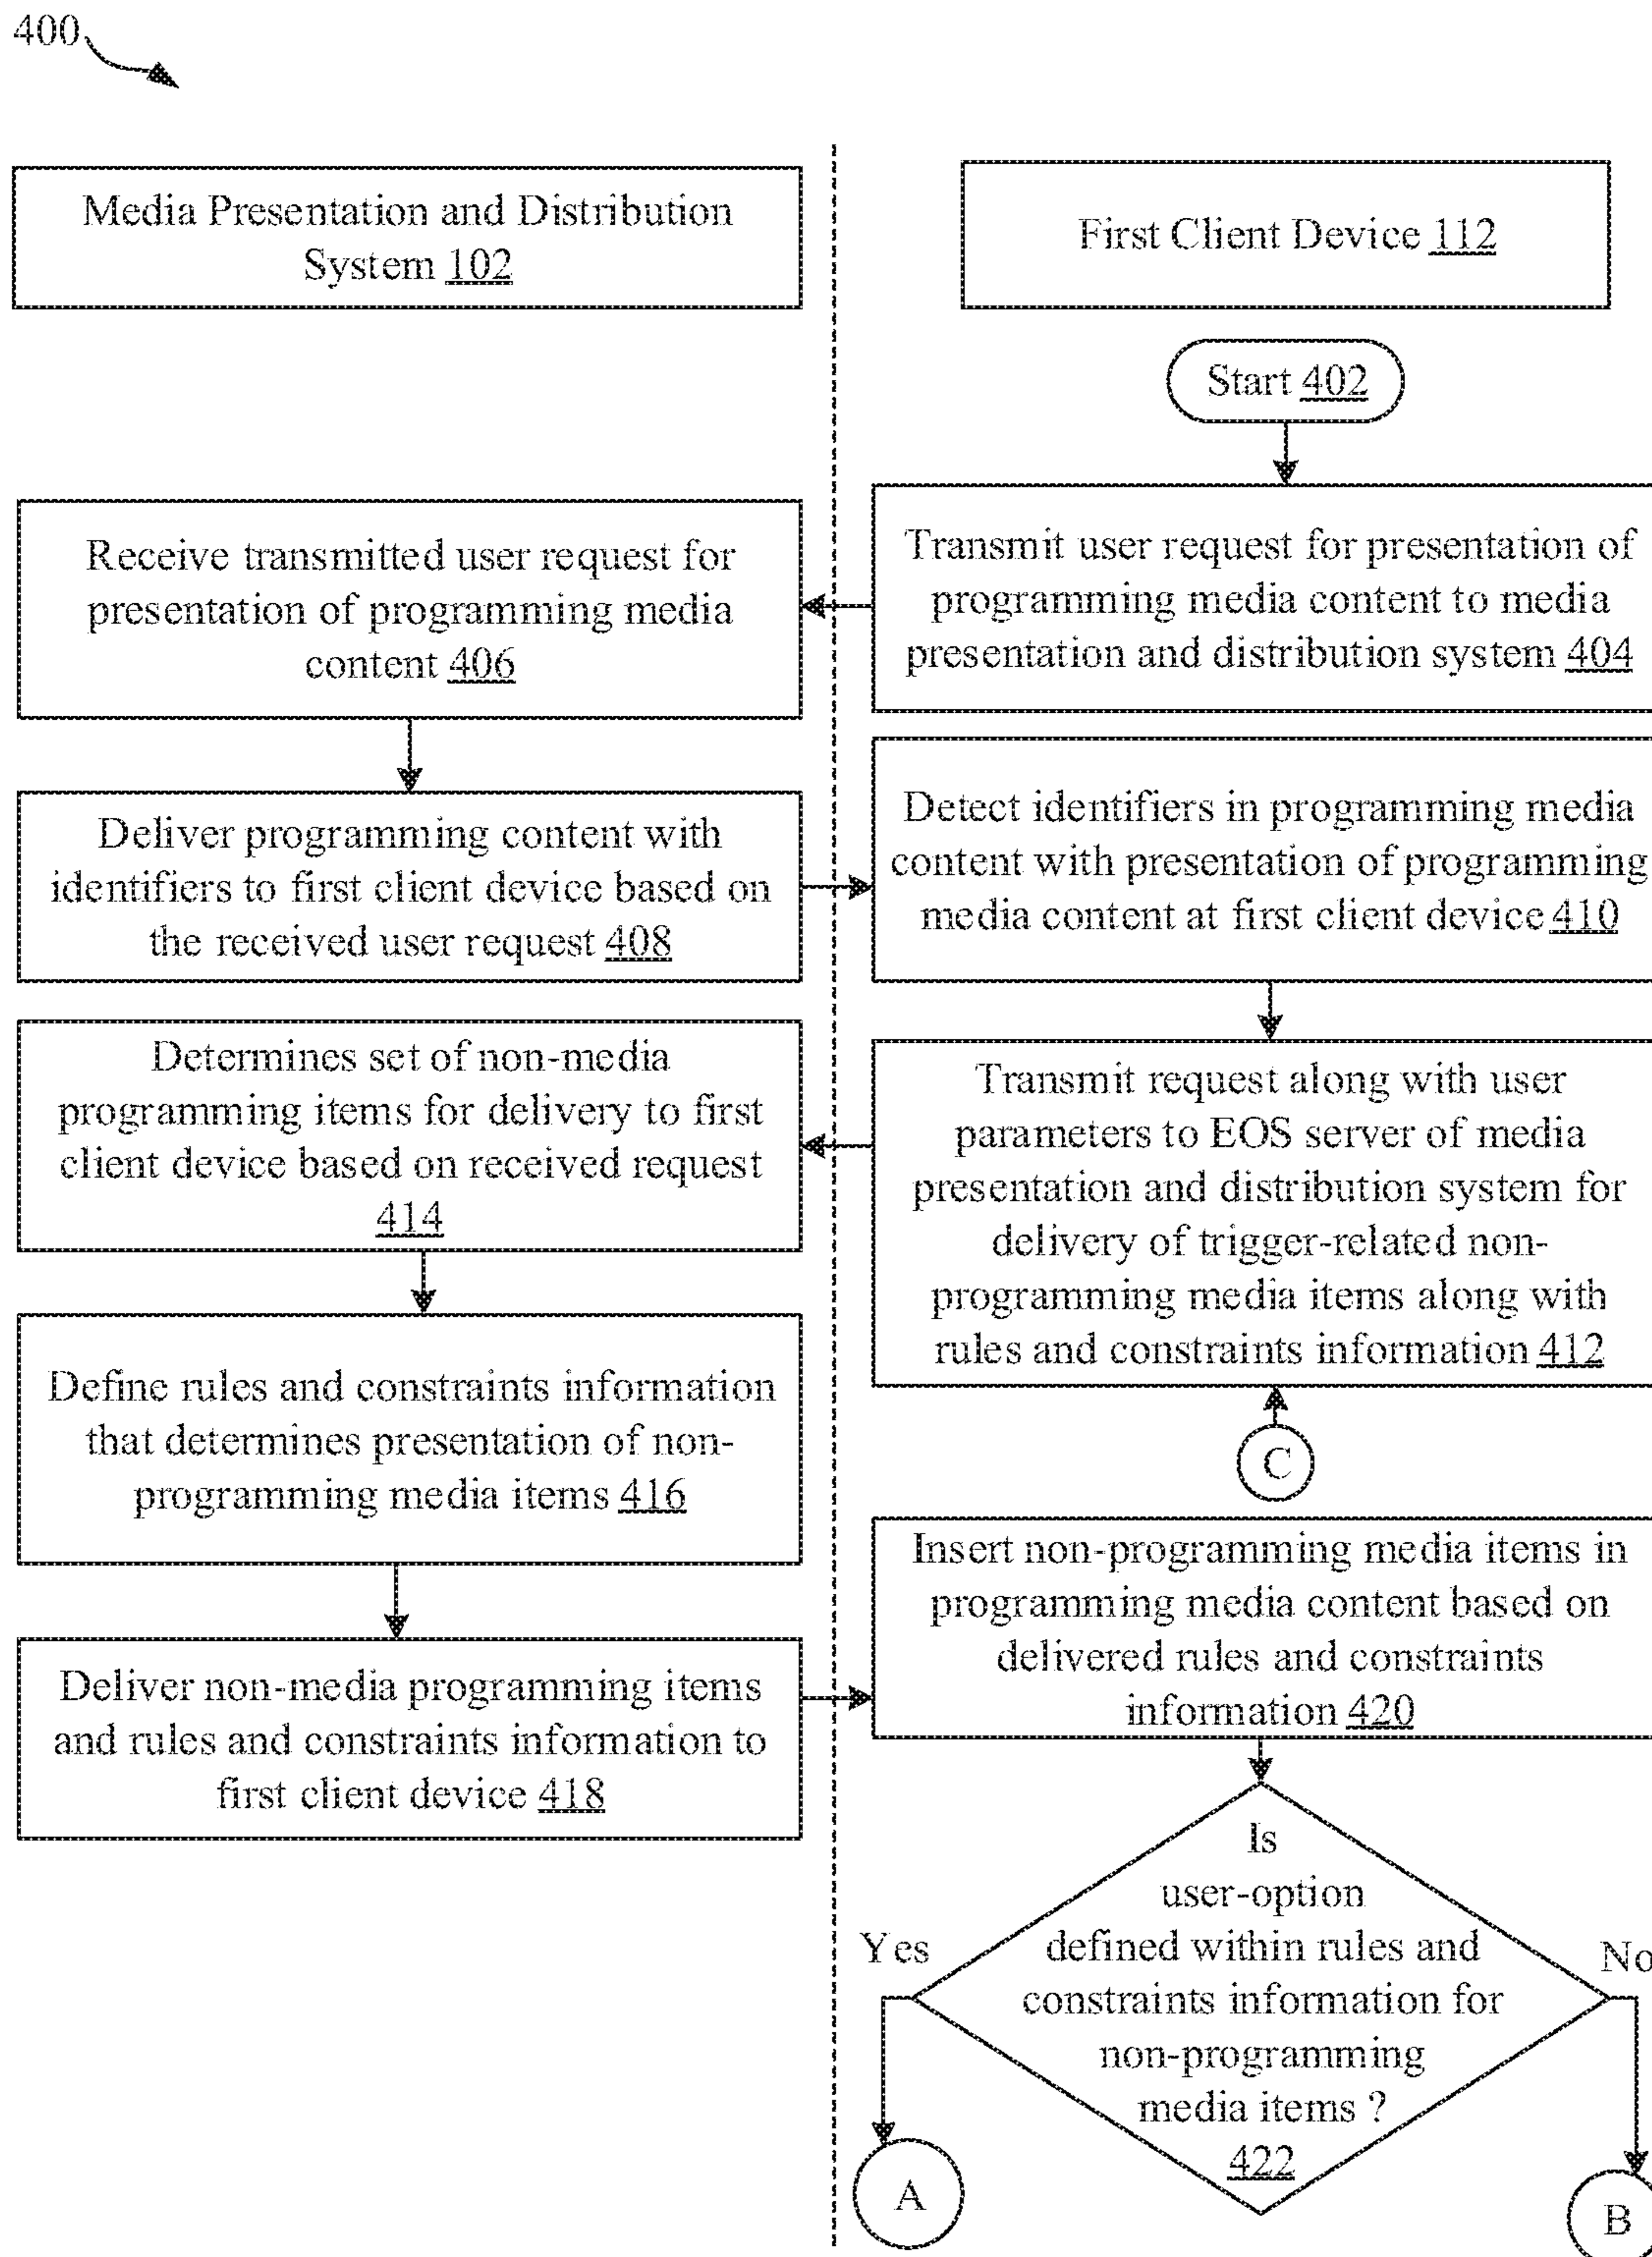 400
Media Presentation and Distribution
System 102
First Client Device 112
Start 402
Transmit user request for presentation of
programming media content to media
presentation and distribution system 404
Receive transmitted user request for
presentation of programming media
content 406
Deliver programming content with
identifiers to first client device based on
the received user request 408
Detect identifiers in programming media
content with presentation of programming
media content at first client device 410
Transmit request along with user
parameters to EOS server of media
presentation and distribution system for
delivery of trigger-related non-
programming media items along with
rules and constraints information 412
C
Determines set of non-media
programming items for delivery to first
client device based on received request
414
Define rules and constraints information
that determines presentation of non-
programming media items 416
Deliver non-media programming items
and rules and constraints information to
first client device 418
Insert non-programming media items in
programming media content based on
delivered rules and constraints
information 420
Is
user-option
defined within rules and
constraints information for
non-programming
media items ?
422
Yes
No
A
B